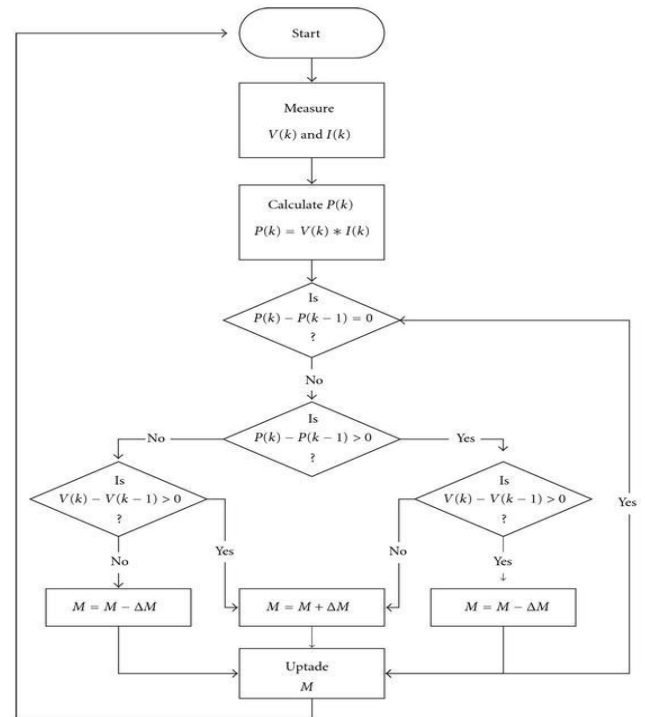 Start
Measure
V(k) and I(k)
Calculate P(k)
P(k) = V(k) ∗ I(k)
Is
P(k) − P(k − 1) = 0
?
No
Is
P(k) − P(k − 1) > 0
?
No
Yes
Is
V(k) − V(k − 1) > 0
?
Is
V(k) − V(k − 1) > 0
?
Yes
No
Yes
No
Yes
M = M − ΔM
M = M + ΔM
M = M − ΔM
Uptade
M